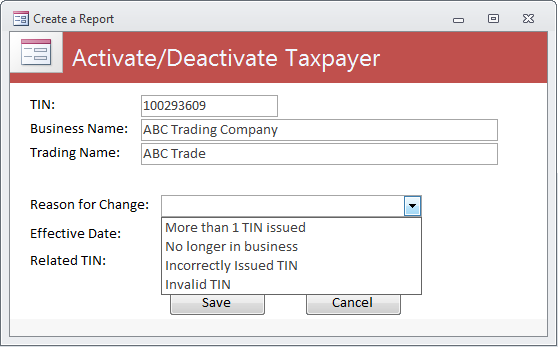 Create a Report
Activate/Deactivate Taxpayer
TIN: 100293609
Business Name: ABC Trading Company
Trading Name: ABC Trade
Reason for Change:
Effective Date:
Related TIN:
More than 1 TIN issued
No longer in business
Incorrectly Issued TIN
Invalid TIN
Save Cancel